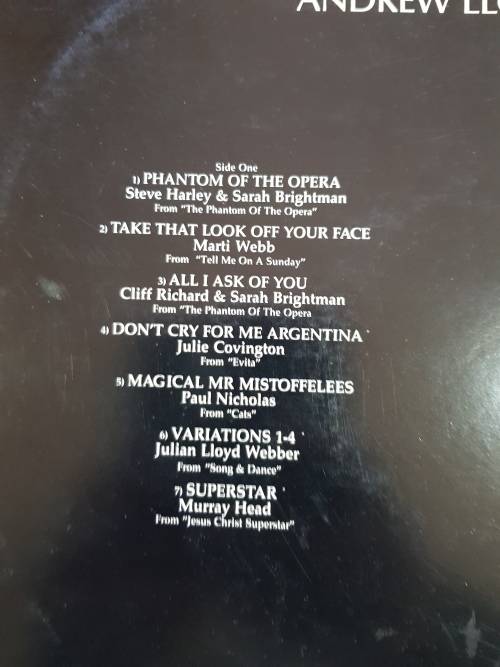 ANDREW
Side One
1) PHANTOM OF THE OPERA
Steve Harley & Sarah Brightman
From "The Phantom Of The Opera"
2) TAKE THAT LOOK OFF YOUR FACE
Marti Webb
From "Tell Me On A Sunday"
3) ALL I ASK OF YOU
Cliff Richard & Sarah Brightman
From "The Phantom Of The Opera
4) DON'T CRY FOR ME ARGENTINA
Julie Covington
From "Evita"
5) MAGICAL MR MISTOFFELEES
Paul Nicholas
From "Cats"
6) VARIATIONS 1-4
Julian Lloyd Webber
From "Song & Dance"
7) SUPERSTAR
Murray Head
From "Jesus Christ Superstar"